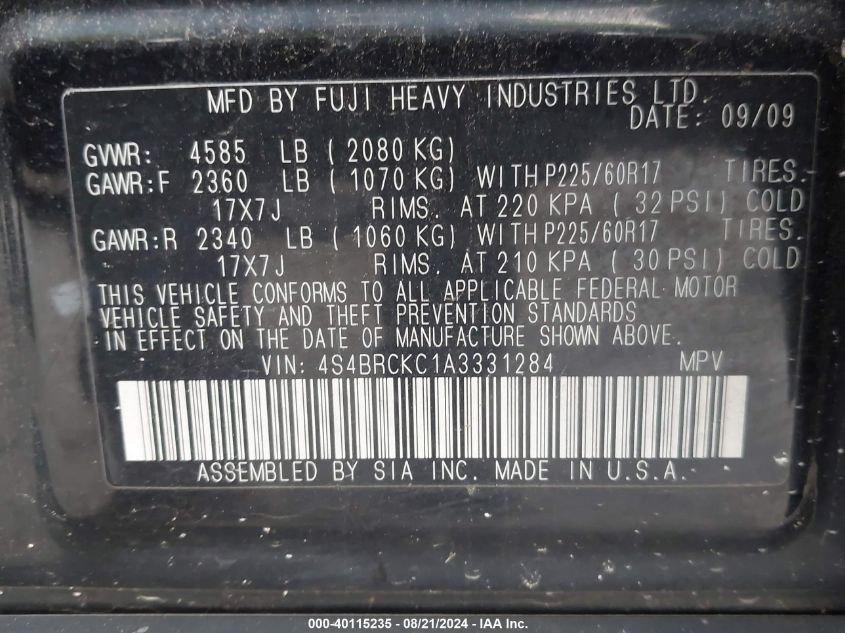 MFD BY FUJI HEAVY INDUSTRIES LTD.
DATE: 09/09
GVWR: 4585 LB ( 2080 KG)
GAWR:F 2360 LB ( 1070 KG) WITH P225/60R17 TIRES.
17X7J RIMS. AT 220 KPA ( 32 PSI) COLD
GAWR:R 2340 LB ( 1060 KG) WITH P225/60R17 TIRES.
17X7J RIMS. AT 210 KPA ( 30 PSI) COLD
THIS VEHICLE CONFORMS TO ALL APPLICABLE FEDERAL MOTOR
VEHICLE SAFETY AND THEFT PREVENTION STANDARDS
IN EFFECT ON THE DATE OF MANUFACTURE SHOWN ABOVE.
VIN: 4S4BRCKC1A3331284 MPV
ASSEMBLED BY SIA INC. MADE IN U.S.A.
000-40115235 - 08/21/2024 - IAA Inc.